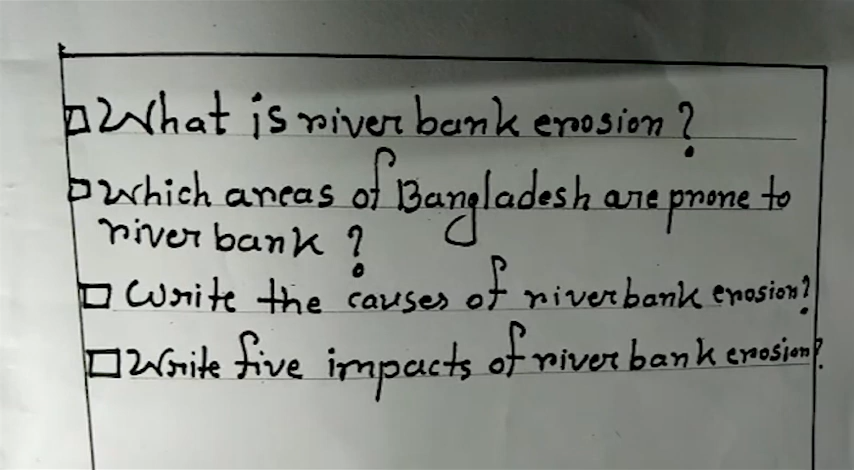 What is river bank erosion?
Which areas of Bangladesh are prone to
river bank?
Write the causes of river bank erosion?
Write five impacts of river bank erosion?